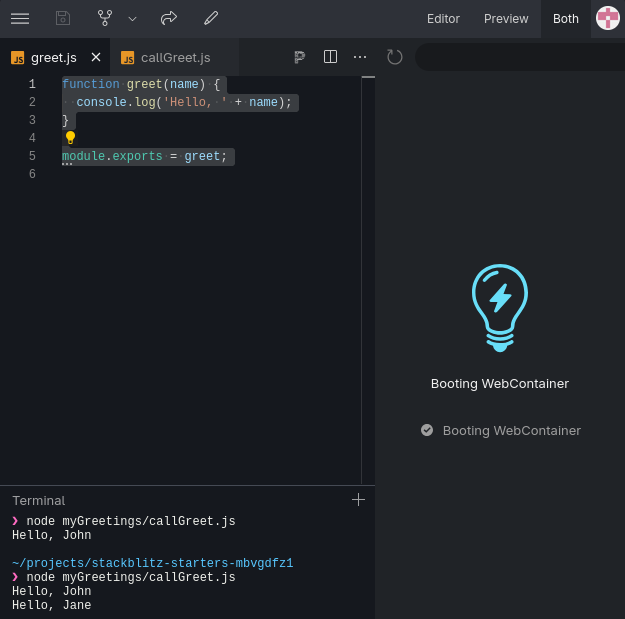 Editor Preview Both
JS greet.js JS callGreet.js
1 function greet(name) {
2 console.log('Hello, ' + name);
3 }
4
5 module.exports = greet;
6
Booting WebContainer
Booting WebContainer
Terminal
❯ node myGreetings/callGreet.js
Hello, John
~/projects/stackblitz-starters-mbvgdfz1
❯ node myGreetings/callGreet.js
Hello, John
Hello, Jane